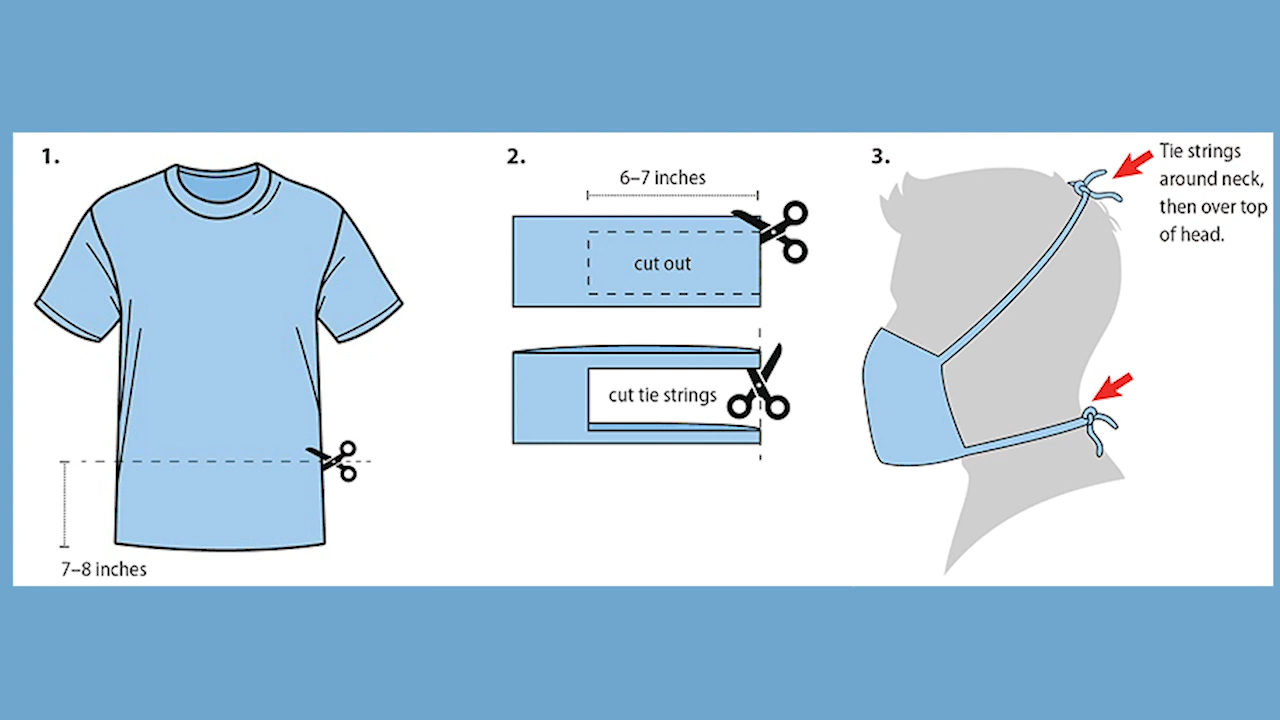 1.
7–8 inches
2.
6–7 inches
cut out
cut tie strings
3.
Tie strings
around neck,
then over top
of head.